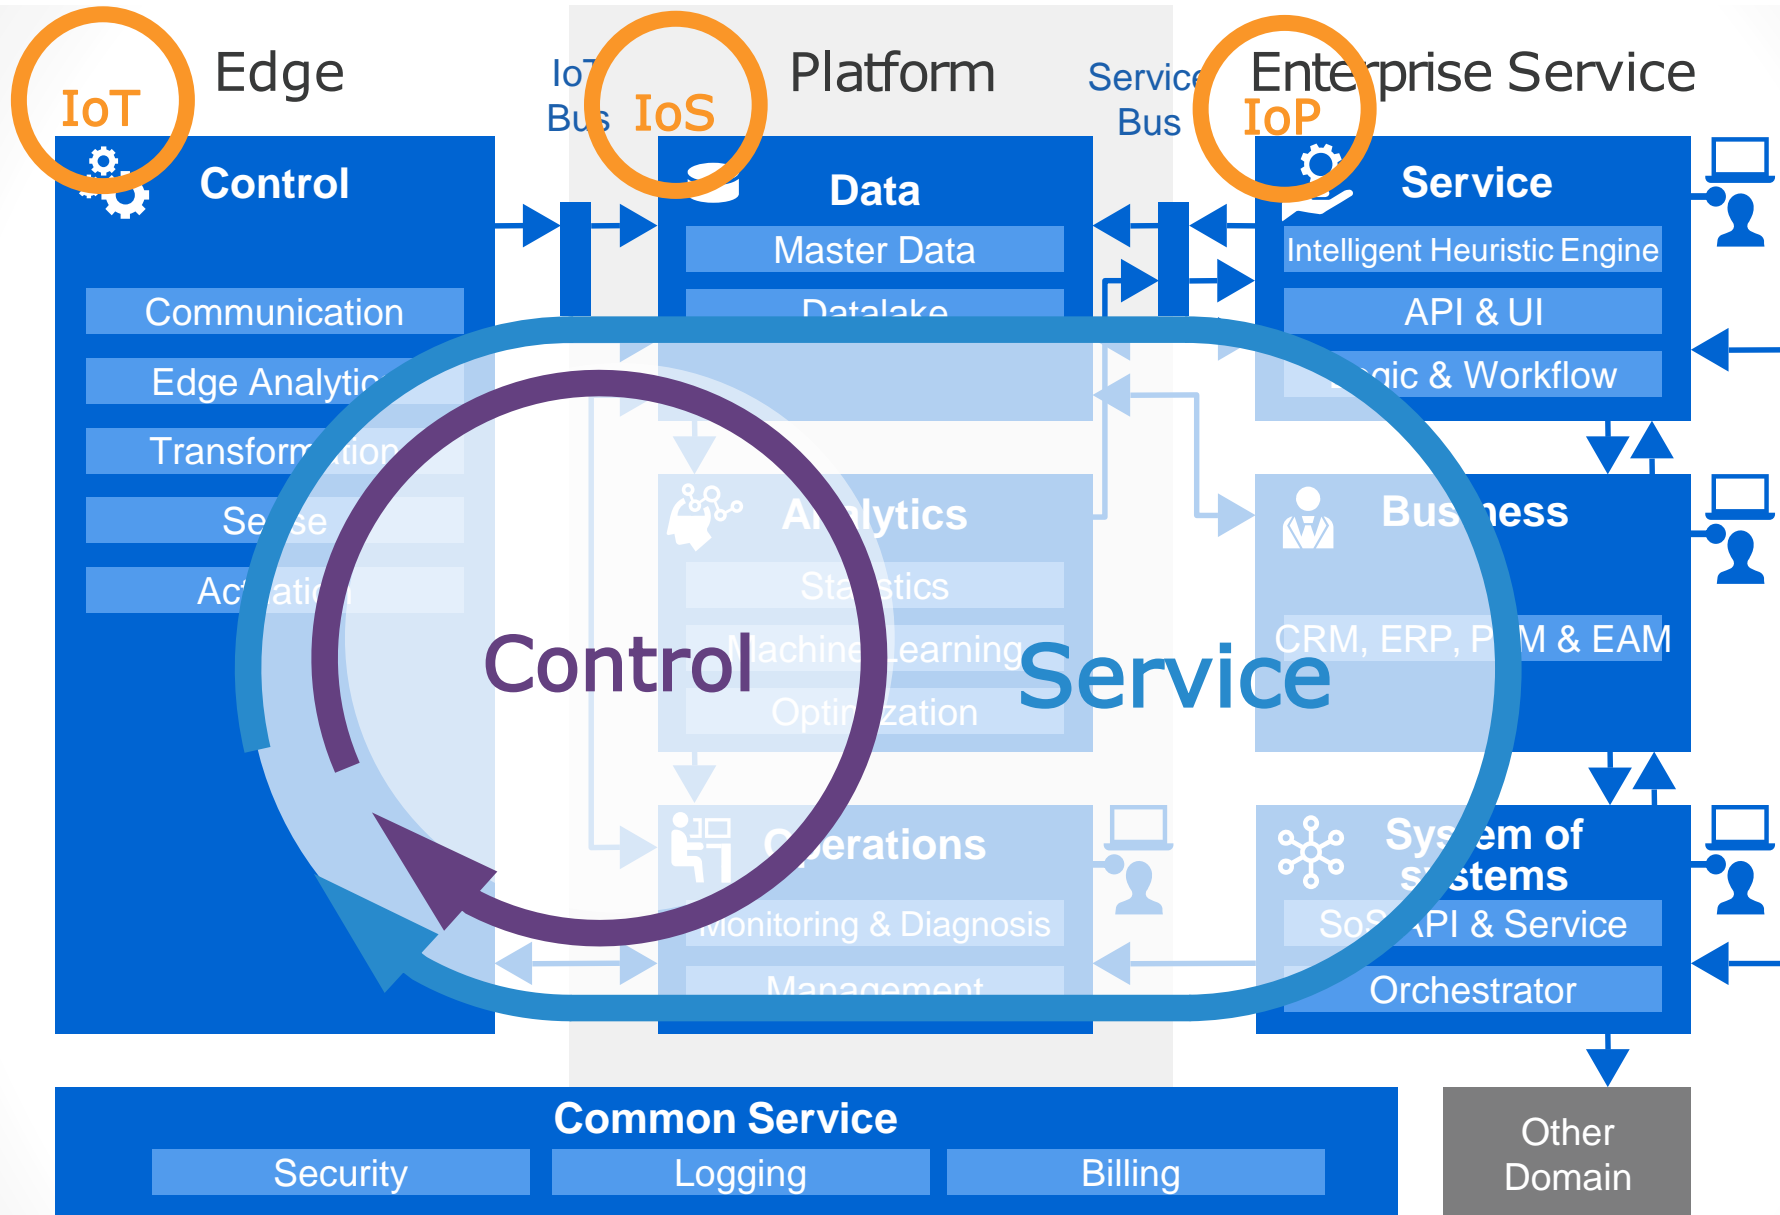 Edge
Platform
Enterprise Service
IoT
IoT
Bus
IoS
Service
Bus
IoP
Control
Communication
Edge Analytics
Transformation
Sense
Actuation
Data
Master Data
Datalake
Analytics
Statistics
Machine Learning
Optimization
Operations
Monitoring & Diagnosis
Management
Service
Intelligent Heuristic Engine
API & UI
Logic & Workflow
Business
CRM, ERP, PLM & EAM
System of
systems
SoS API & Service
Orchestrator
Control
Service
Common Service
Security
Logging
Billing
Other
Domain